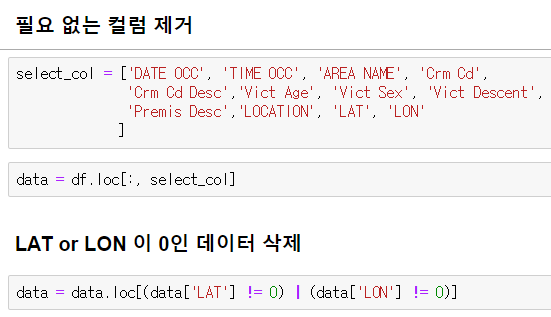 필요 없는 컬럼 제거
select_col = ['DATE OCC', 'TIME OCC', 'AREA NAME', 'Crm Cd',
'Crm Cd Desc','Vict Age', 'Vict Sex', 'Vict Descent',
'Premis Desc','LOCATION', 'LAT', 'LON'
]
data = df.loc[:, select_col]
LAT or LON 이 0인 데이터 삭제
data = data.loc[(data['LAT'] != 0) | (data['LON'] != 0)]